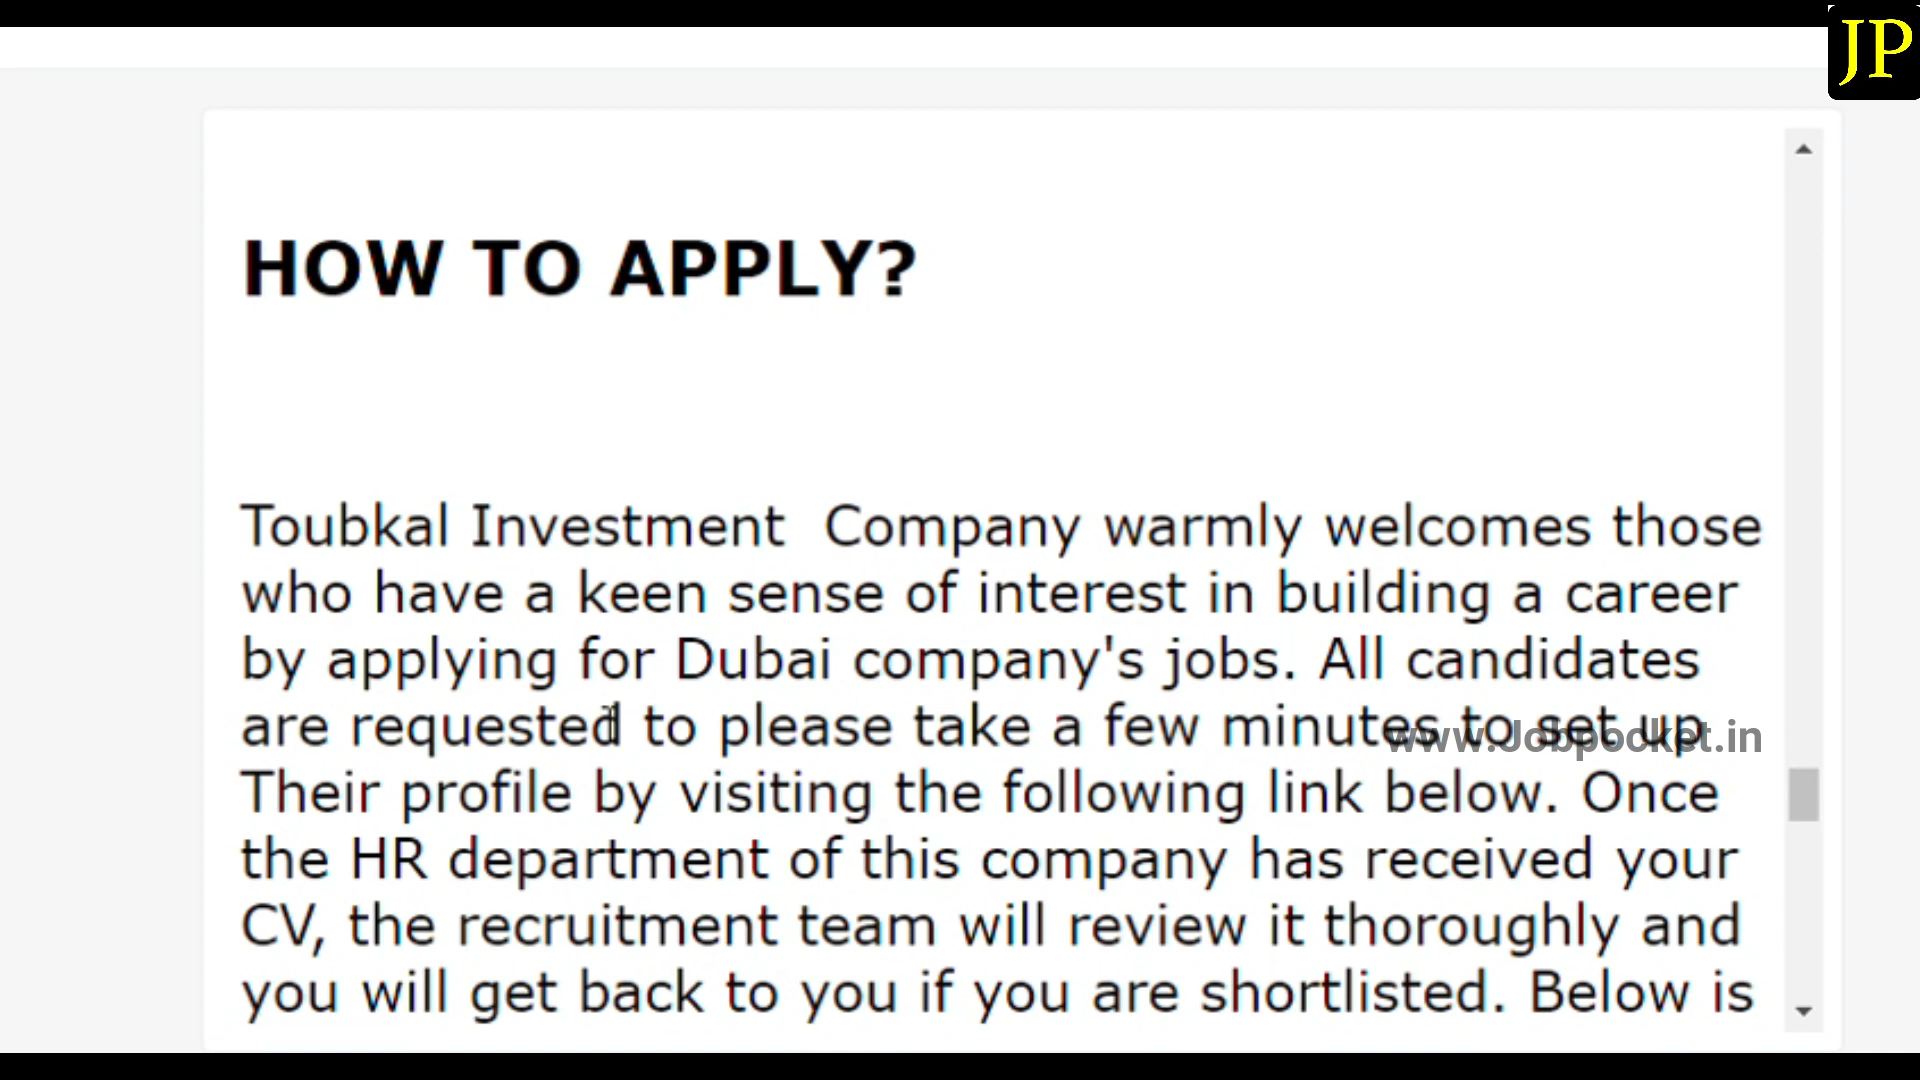 JP
HOW TO APPLY?
Toubkal Investment  Company warmly welcomes those
who have a keen sense of interest in building a career
by applying for Dubai company's jobs. All candidates
are requested to please take a few minutes to set up
www.Jobpocket.in
Their profile by visiting the following link below. Once
the HR department of this company has received your
CV, the recruitment team will review it thoroughly and
you will get back to you if you are shortlisted. Below is